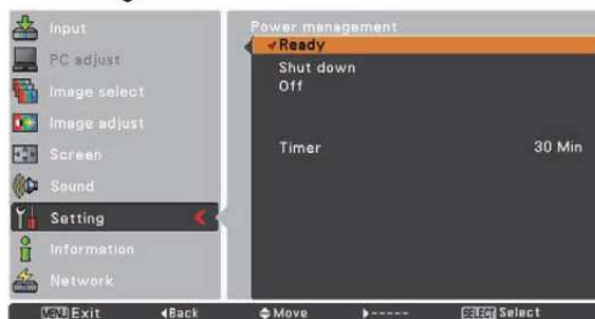 Input
PC adjust
Image select
Image adjust
Screen
Sound
Setting
Information
Network
Power management
✓Ready
Shut down
Off
Timer 30 Min
MENU Exit ◀Back ◆Move ▶----- SELECT Select